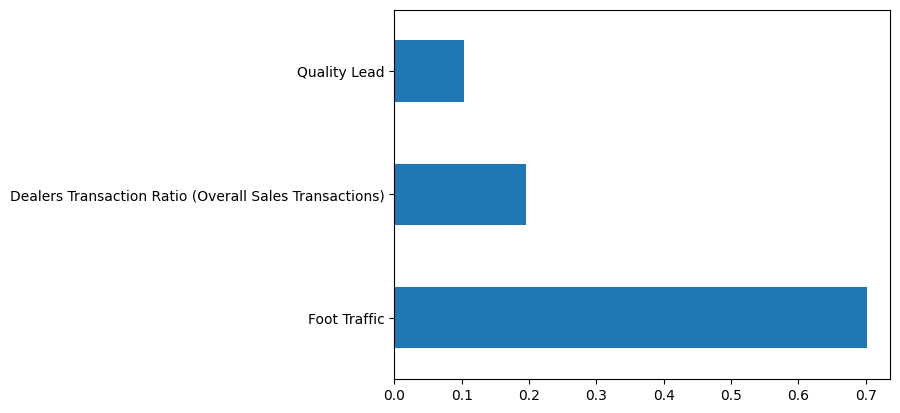 Quality Lead
Dealers Transaction Ratio (Overall Sales Transactions)
Foot Traffic
0.0 0.1 0.2 0.3 0.4 0.5 0.6 0.7